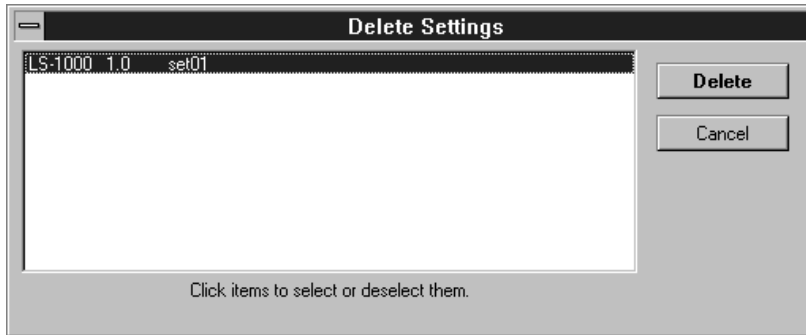 Delete Settings
LS-1000 1.0 set01
Delete
Cancel
Click items to select or deselect them.